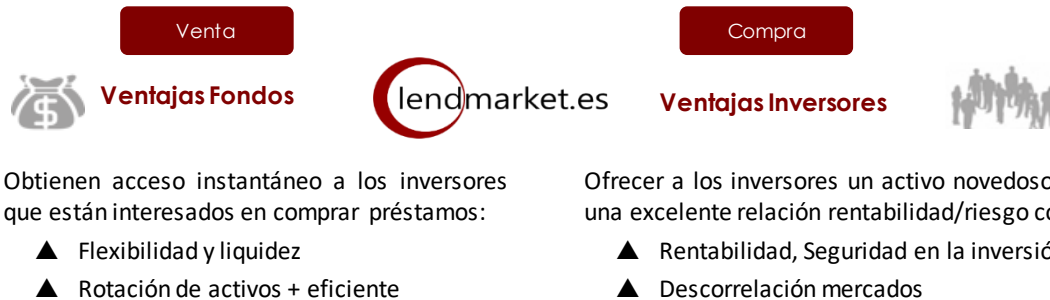 Venta
Compra
Ventajas Fondos
lendmarket.es
Ventajas Inversores
Obtienen acceso instantáneo a los inversores
que están interesados en comprar préstamos:
▲ Flexibilidad y liquidez
▲ Rotación de activos + eficiente
Ofrecer a los inversores un activo novedoso
una excelente relación rentabilidad/riesgo
▲ Rentabilidad, Seguridad en la
▲ Descorrelación mercados